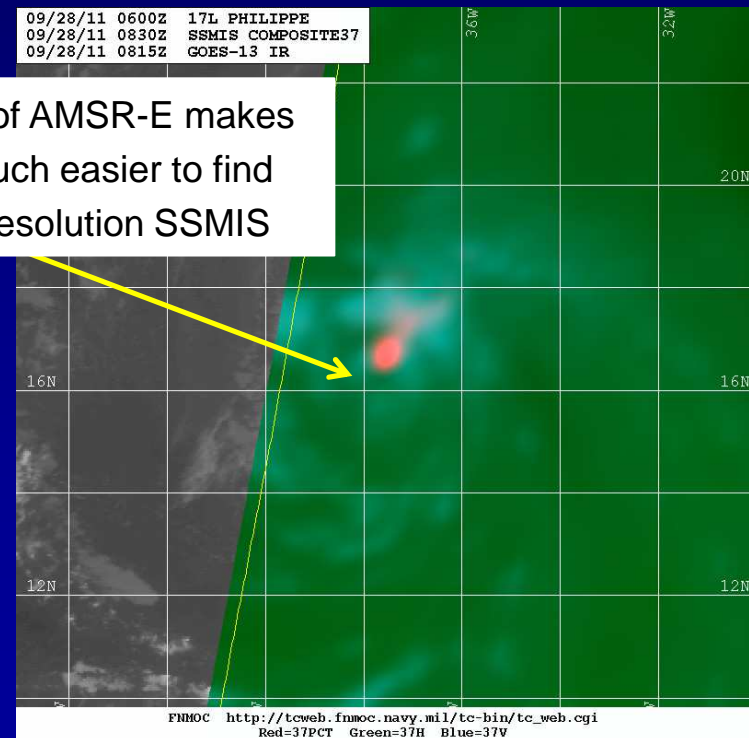 09/28/11 0600Z 17L PHILIPPE
09/28/11 0830Z SSMIS COMPOSITE37
09/28/11 0815Z GOES-13 IR
of AMSR-E makes
uch easier to find
esolution SSMIS
36W
32W
20N
16N
16N
12N
12N
FNMOC http://tcweb.fnmoc.navy.mil/tc-bin/tc_web.cgi
Red=37PCT Green=37H Blue=37V